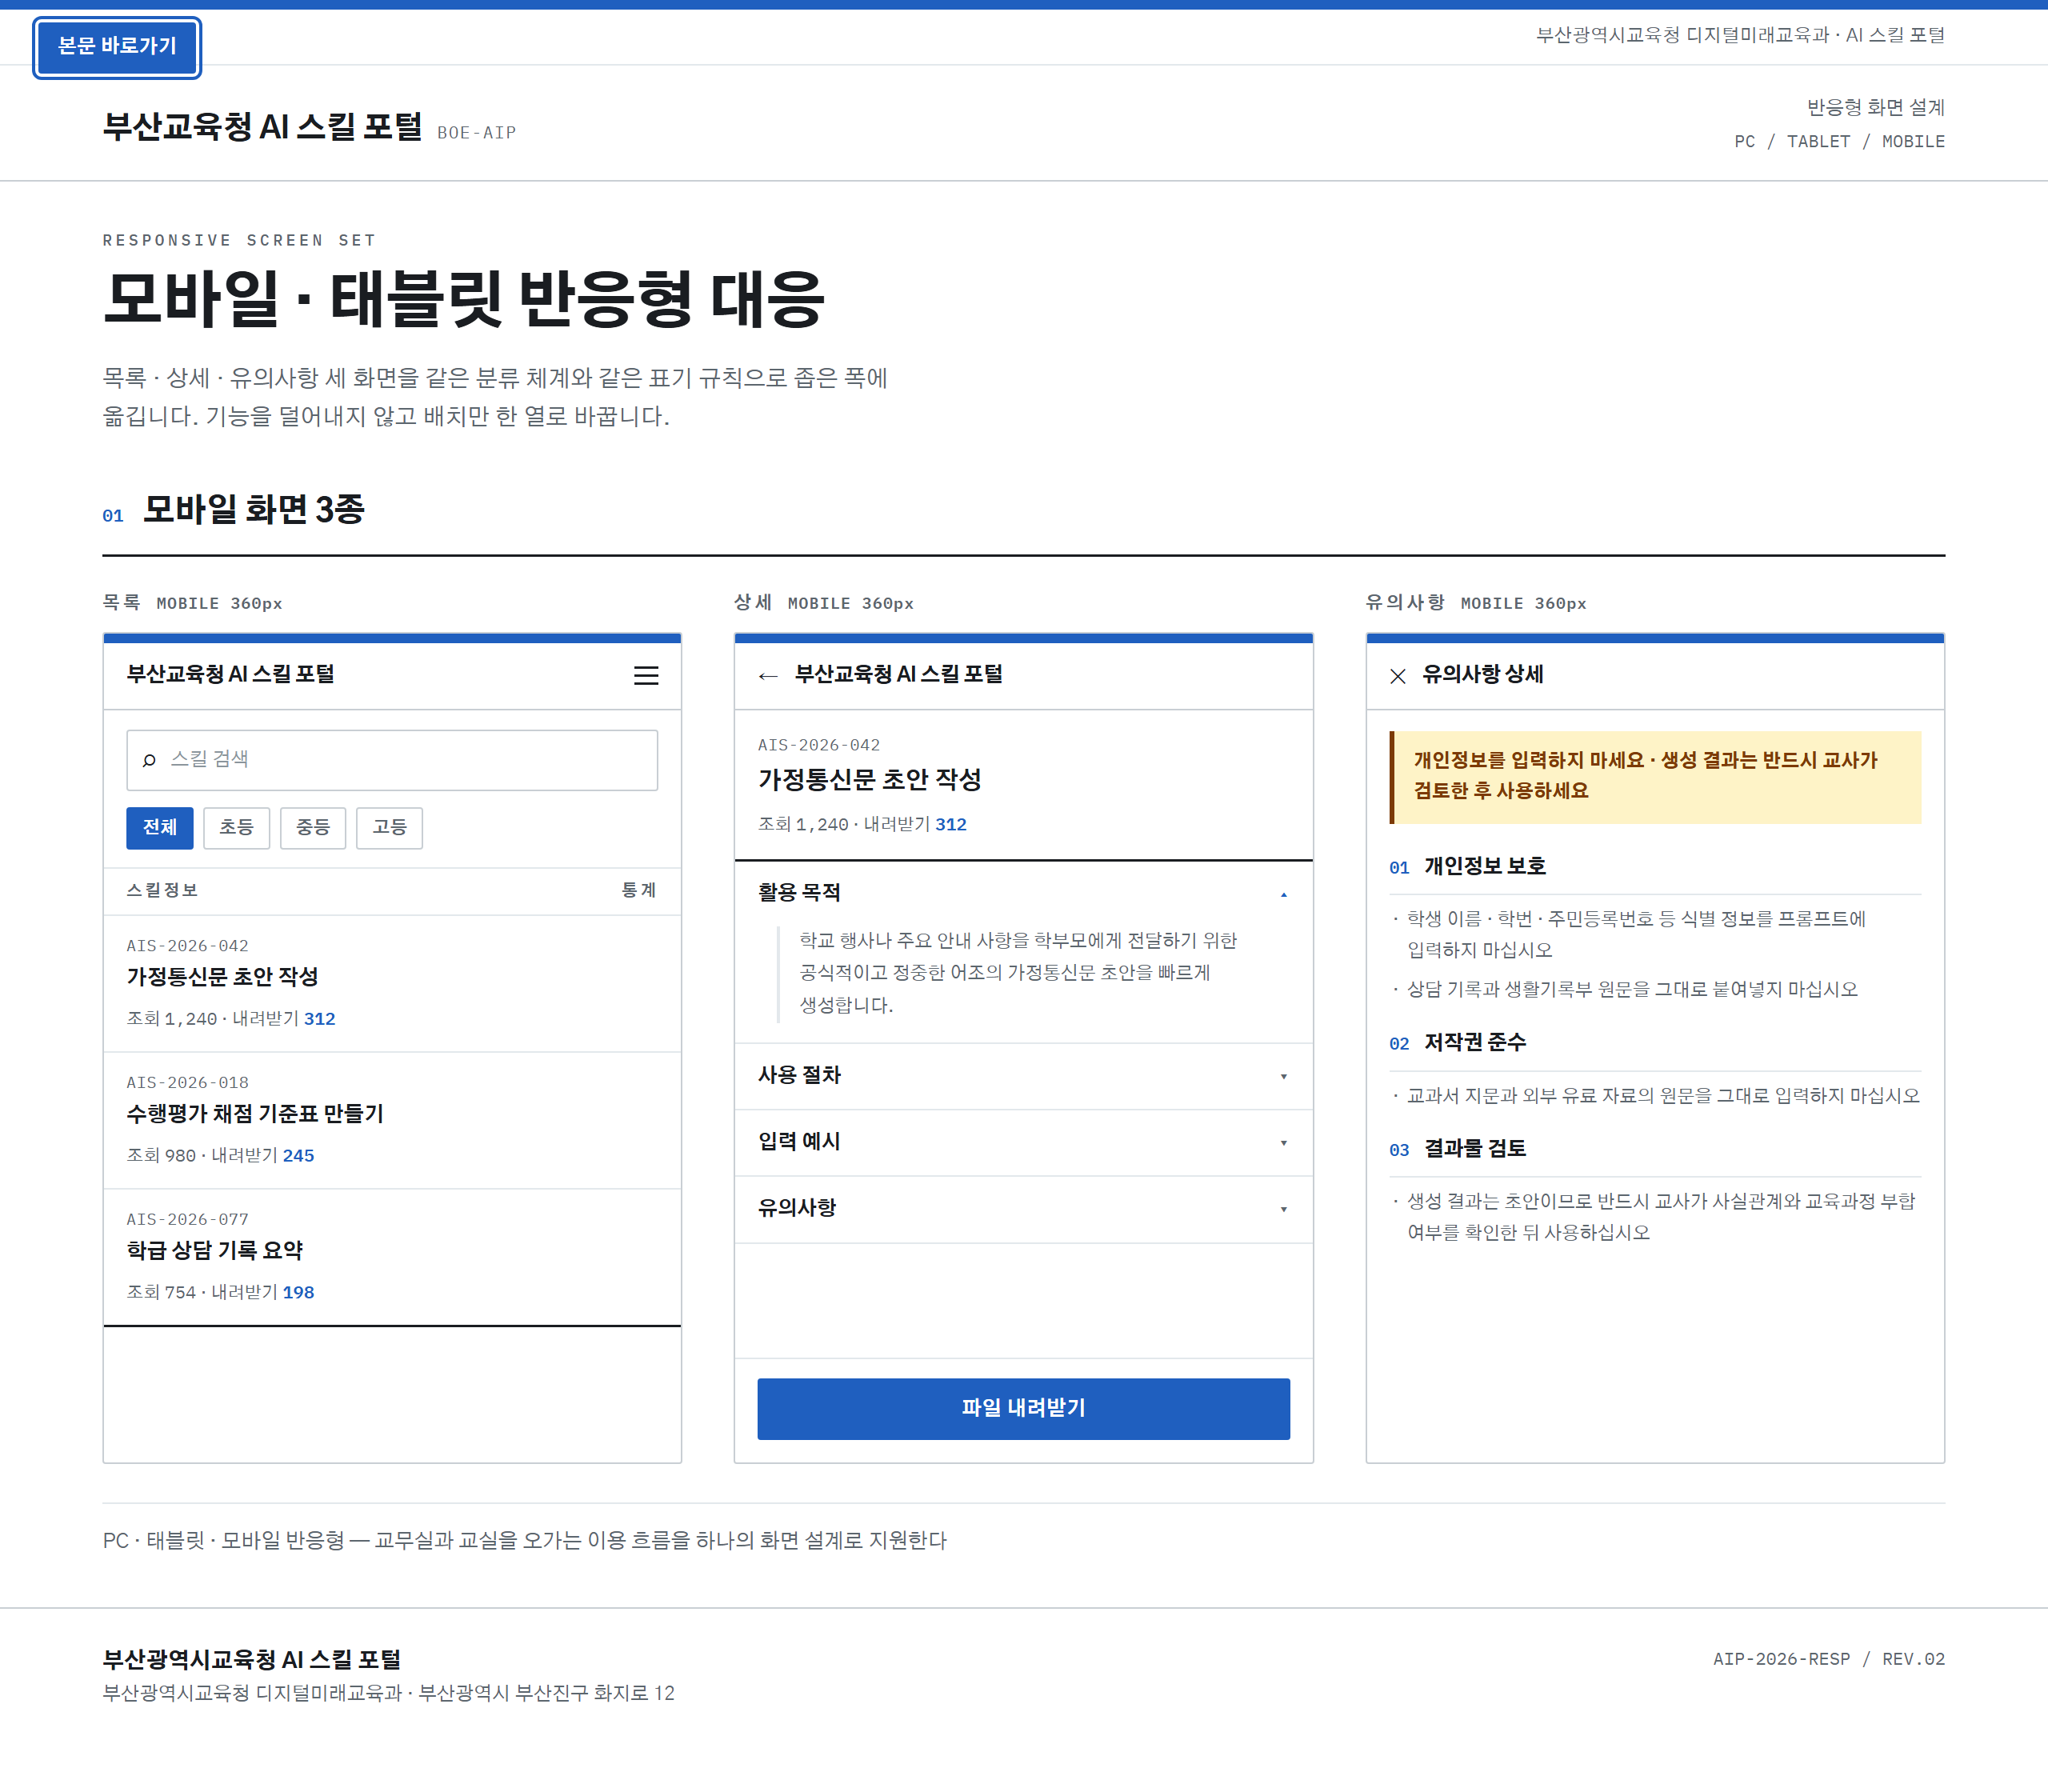 본문 바로가기
부산광역시교육청 디지털미래교육과 · AI 스킬 포털
부산교육청 AI 스킬 포털 BOE-AIP
반응형 화면 설계
PC / TABLET / MOBILE
RESPONSIVE SCREEN SET
모바일 · 태블릿 반응형 대응
목록 · 상세 · 유의사항 세 화면을 같은 분류 체계와 같은 표기 규칙으로 좁은 폭에
옮깁니다. 기능을 덜어내지 않고 배치만 한 열로 바꿉니다.
01 모바일 화면 3종
목록 MOBILE 360px
부산교육청 AI 스킬 포털
스킬 검색
전체 초등 중등 고등
스킬정보 통계
AIS-2026-042
가정통신문 초안 작성
조회 1,240 · 내려받기 312
AIS-2026-018
수행평가 채점 기준표 만들기
조회 980 · 내려받기 245
AIS-2026-077
학급 상담 기록 요약
조회 754 · 내려받기 198
상세 MOBILE 360px
← 부산교육청 AI 스킬 포털
AIS-2026-042
가정통신문 초안 작성
조회 1,240 · 내려받기 312
활용 목적 ▲
학교 행사나 주요 안내 사항을 학부모에게 전달하기 위한
공식적이고 정중한 어조의 가정통신문 초안을 빠르게
생성합니다.
사용 절차 ▼
입력 예시 ▼
유의사항 ▼
파일 내려받기
유의사항 MOBILE 360px
× 유의사항 상세
개인정보를 입력하지 마세요 · 생성 결과는 반드시 교사가
검토한 후 사용하세요
01 개인정보 보호
· 학생 이름 · 학번 · 주민등록번호 등 식별 정보를 프롬프트에
입력하지 마십시오
· 상담 기록과 생활기록부 원문을 그대로 붙여넣지 마십시오
02 저작권 준수
· 교과서 지문과 외부 유료 자료의 원문을 그대로 입력하지 마십시오
03 결과물 검토
· 생성 결과는 초안이므로 반드시 교사가 사실관계와 교육과정 부합
여부를 확인한 뒤 사용하십시오
PC · 태블릿 · 모바일 반응형 — 교무실과 교실을 오가는 이용 흐름을 하나의 화면 설계로 지원한다
부산광역시교육청 AI 스킬 포털
부산광역시교육청 디지털미래교육과 · 부산광역시 부산진구 화지로 12
AIP-2026-RESP / REV.02